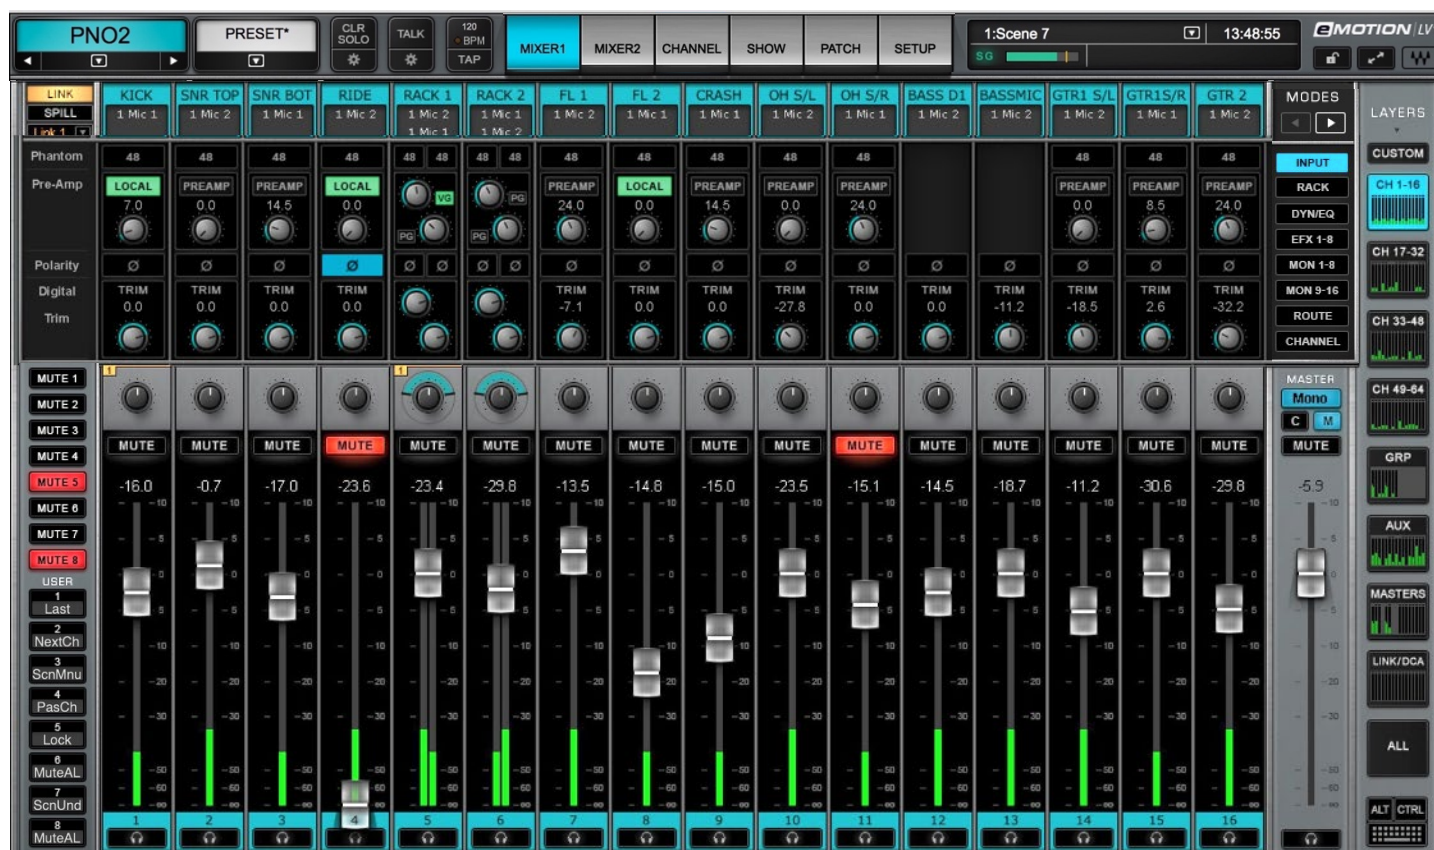 PNO2
PRESET*
CLR SOLO
TALK
120 BPM TAP
MIXER1 MIXER2 CHANNEL SHOW PATCH SETUP
1:Scene 7 13:48:55
SG
eMOTION LV
LINK
SPILL
Link 1
KICK SNR TOP SNR BOT RIDE RACK 1 RACK 2 FL 1 FL 2 CRASH OH S/L OH S/R BASS D1 BASSMIC GTR1 S/L GTR1S/R GTR 2
1 Mic 1 1 Mic 2 1 Mic 1 1 Mic 2 1 Mic 2 1 Mic 1 1 Mic 1 1 Mic 2 1 Mic 1 1 Mic 2 1 Mic 1 1 Mic 2 1 Mic 1 1 Mic 2 1 Mic 1 1 Mic 2
1 Mic 1 1 Mic 2
MODES
LAYERS
Phantom 48 48 48 48 48 48 48 48 48 48 48 48 48 48 48 48
Pre-Amp LOCAL PREAMP PREAMP LOCAL PREAMP LOCAL PREAMP PREAMP PREAMP PREAMP PREAMP PREAMP
7.0 0.0 14.5 0.0 VG PG 24.0 0.0 14.5 0.0 24.0 0.0 8.5 24.0
PG PG
Polarity Ø Ø Ø Ø Ø Ø Ø Ø Ø Ø Ø Ø Ø Ø Ø Ø Ø Ø
Digital Trim
TRIM TRIM TRIM TRIM TRIM TRIM TRIM TRIM TRIM TRIM TRIM TRIM TRIM TRIM
0.0 0.0 0.0 0.0 -7.1 0.0 0.0 -27.8 0.0 0.0 -11.2 -18.5 2.6 -32.2
INPUT
RACK
DYN/EQ
EFX 1-8
MON 1-8
MON 9-16
ROUTE
CHANNEL
CUSTOM
CH 1-16
CH 17-32
CH 33-48
CH 49-64
GRP
AUX
MASTERS
LINK/DCA
ALL
ALT CTRL
MUTE 1
MUTE 2
MUTE 3
MUTE 4
MUTE 5
MUTE 6
MUTE 7
MUTE 8
USER
1
Last
2
NextCh
3
ScnMnu
4
PasCh
5
Lock
6
MuteAL
7
ScnUnd
8
MuteAL
1 1
MUTE MUTE MUTE MUTE MUTE MUTE MUTE MUTE MUTE MUTE MUTE MUTE MUTE MUTE MUTE MUTE
-16.0 -0.7 -17.0 -23.6 -23.4 -29.8 -13.5 -14.8 -15.0 -23.5 -15.1 -14.5 -18.7 -11.2 -30.6 -29.8
1 2 3 4 5 6 7 8 9 10 11 12 13 14 15 16
MASTER
Mono
C M
MUTE
-5.9